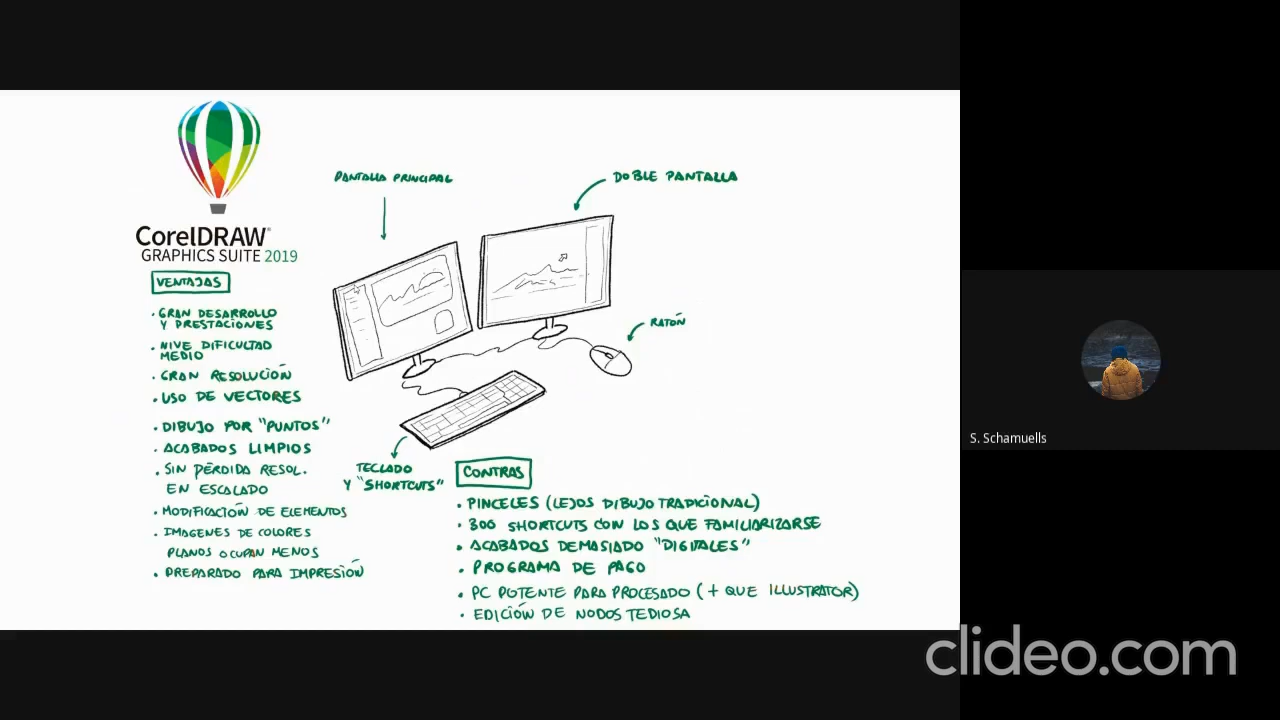 CorelDRAW®
GRAPHICS SUITE 2019
PANTALLA PRINCIPAL
DOBLE PANTALLA
RATÓN
TECLADO
Y "SHORTCUTS"
VENTAJAS
· GRAN DESARROLLO
Y PRESTACIONES
· NIVE DIFICULTAD
MEDIO
· GRAN RESOLUCIÓN
· USO DE VECTORES
· DIBUJO POR "PUNTOS"
· ACABADOS LIMPIOS
· SIN PÉRDIDA RESOL.
EN ESCALADO
· MODIFICACIÓN DE ELEMENTOS
· IMAGENES DE COLORES
PLANOS OCUPAN MENOS
· PREPARADO PARA IMPRESIÓN
CONTRAS
· PINCELES (LEJOS DIBUJO TRADICIONAL)
· 300 SHORTCUTS CON LOS QUE FAMILIARIZARSE
· ACABADOS DEMASIADO "DIGITALES"
· PROGRAMA DE PAGO
· PC POTENTE PARA PROCESADO (+ QUE ILLUSTRATOR)
· EDICIÓN DE NODOS TEDIOSA
S. Schamuells
clideo.com